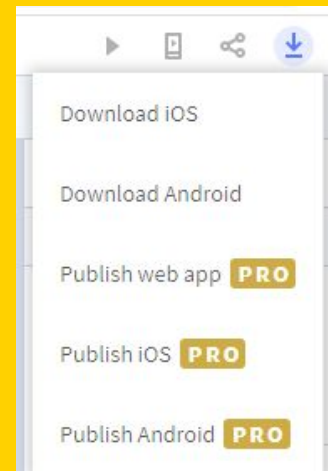 Download iOS
Download Android
Publish web app PRO
Publish iOS PRO
Publish Android PRO